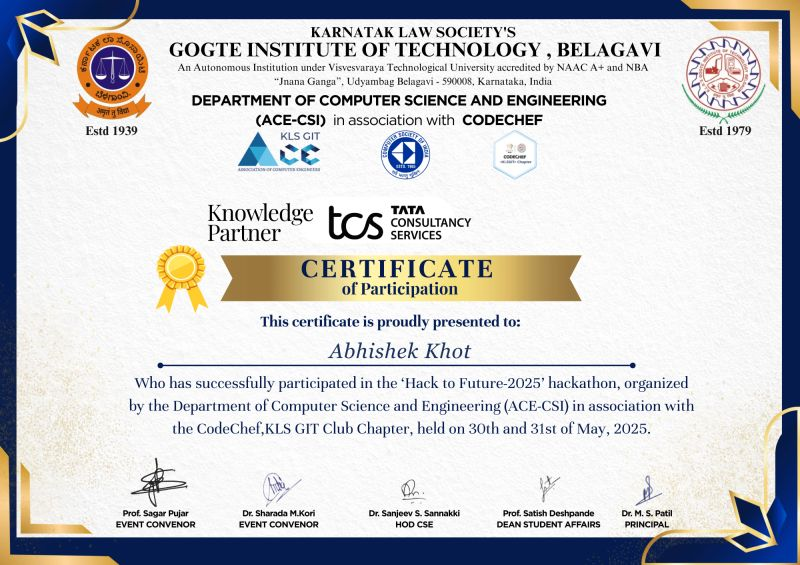 KARNATAK LAW SOCIETY'S
GOGTE INSTITUTE OF TECHNOLOGY , BELAGAVI
An Autonomous Institution under Visvesvaraya Technological University accredited by NAAC A+ and NBA
“Jnana Ganga”, Udyambag Belagavi - 590008, Karnataka, India
DEPARTMENT OF COMPUTER SCIENCE AND ENGINEERING
(ACE-CSI) in association with CODECHEF
Estd 1939
Estd 1979
KLS GIT
ACE
ASSOCIATION OF COMPUTER ENGINEERS
COMPUTER SOCIETY OF INDIA
ESTD. 1965
CODECHEF
Chapter
Knowledge
Partner
tcs
TATA
CONSULTANCY
SERVICES
CERTIFICATE
of Participation
This certificate is proudly presented to:
Abhishek Khot
Who has successfully participated in the ‘Hack to Future-2025’ hackathon, organized
by the Department of Computer Science and Engineering (ACE-CSI) in association with
the CodeChef,KLS GIT Club Chapter, held on 30th and 31st of May, 2025.
Prof. Sagar Pujar
EVENT CONVENOR
Dr. Sharada M.Kori
EVENT CONVENOR
Dr. Sanjeev S. Sannakki
HOD CSE
Prof. Satish Deshpande
DEAN STUDENT AFFAIRS
Dr. M. S. Patil
PRINCIPAL